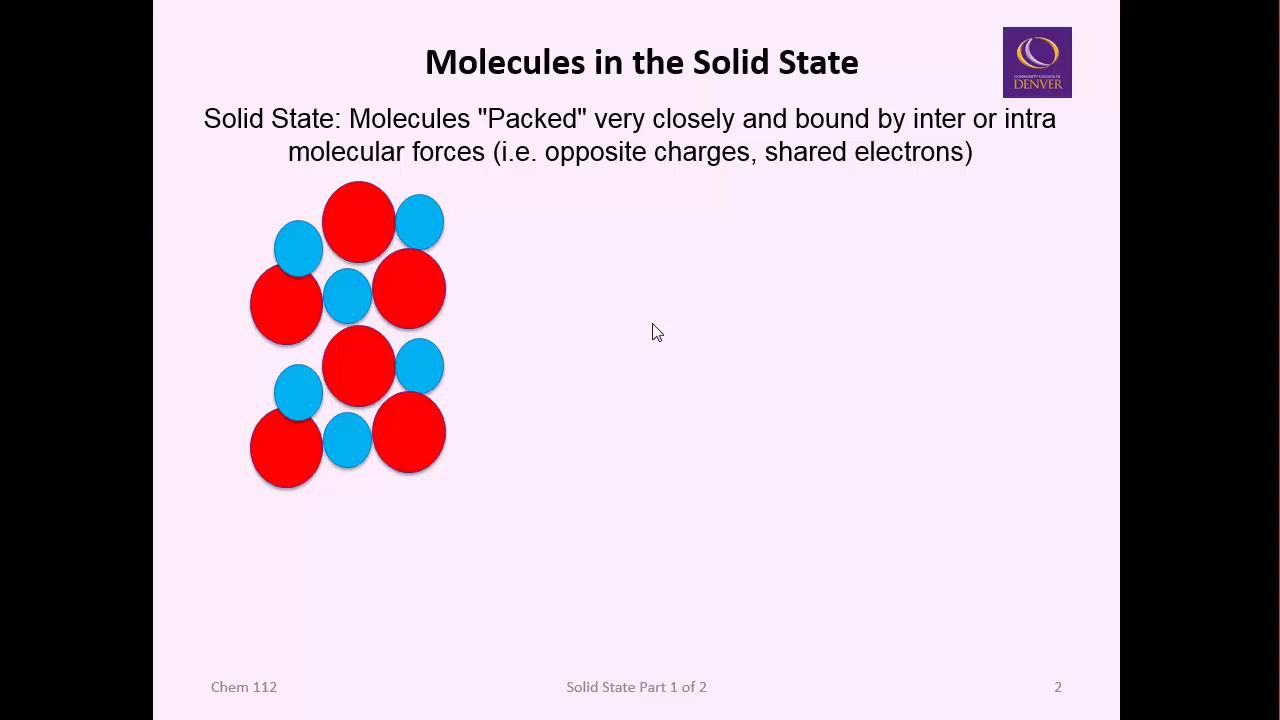 Molecules in the Solid State
COMMUNITY COLLEGE OF
DENVER
Solid State: Molecules "Packed" very closely and bound by inter or intra
molecular forces (i.e. opposite charges, shared electrons)
Chem 112
Solid State Part 1 of 2
2